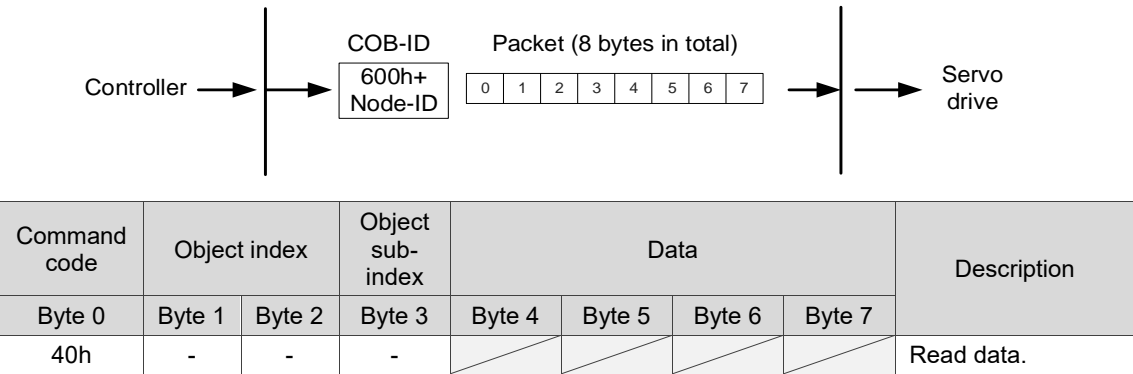 COB-ID Packet (8 bytes in total)
Controller 600h+ 0 1 2 3 4 5 6 7 Servo
Node-ID drive
Command code Object index Object sub-index Data Description
Byte 0 Byte 1 Byte 2 Byte 3 Byte 4 Byte 5 Byte 6 Byte 7
40h - - - Read data.